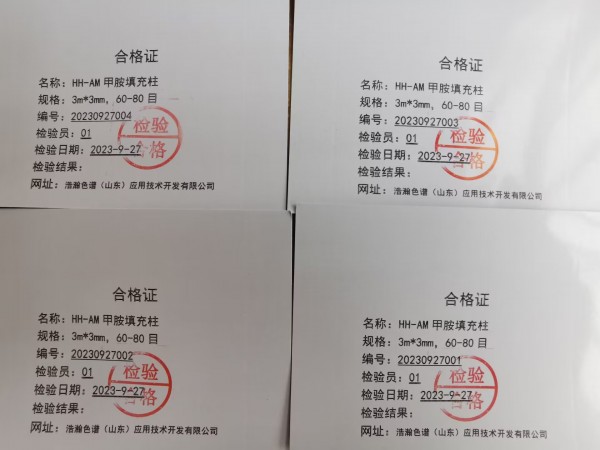 合格证
名称：HH-AM 甲胺填充柱
规格：3m*3mm，60-80 目
编号：20230927004
检验员：01
检验日期：2023-9-27
检验结果：
网址：浩瀚色谱（山东）应用技术开发有限公司
检验
合格
合格证
名称：HH-AM 甲胺填充柱
规格：3m*3mm，60-80 目
编号：20230927003
检验员：01
检验日期：2023-9-27
检验结果：
网址：浩瀚色谱（山东）应用技术开发有限公司
检验
合格
合格证
名称：HH-AM 甲胺填充柱
规格：3m*3mm，60-80 目
编号：20230927002
检验员：01
检验日期：2023-9-27
检验结果：
网址：浩瀚色谱（山东）应用技术开发有限公司
检验
合格
合格证
名称：HH-AM 甲胺填充柱
规格：3m*3mm，60-80 目
编号：20230927001
检验员：01
检验日期：2023-9-27
检验结果：
网址：浩瀚色谱（山东）应用技术开发有限公司
检验
合格